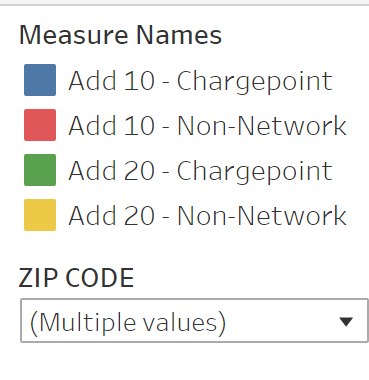 Measure Names
Add 10 - Chargepoint
Add 10 - Non-Network
Add 20 - Chargepoint
Add 20 - Non-Network
ZIP CODE
(Multiple values)